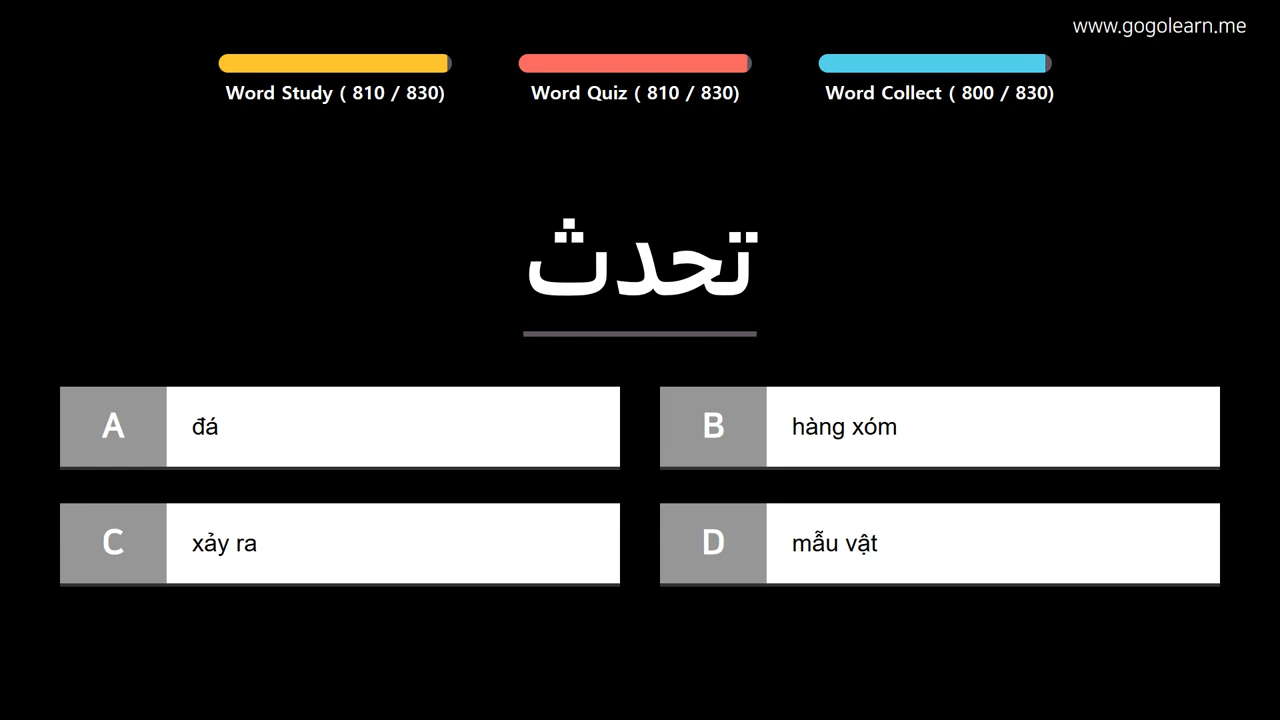 www.gogolearn.me
Word Study ( 810 / 830)
Word Quiz ( 810 / 830)
Word Collect ( 800 / 830)
تحدث
A
đá
B
hàng xóm
C
xảy ra
D
mẫu vật